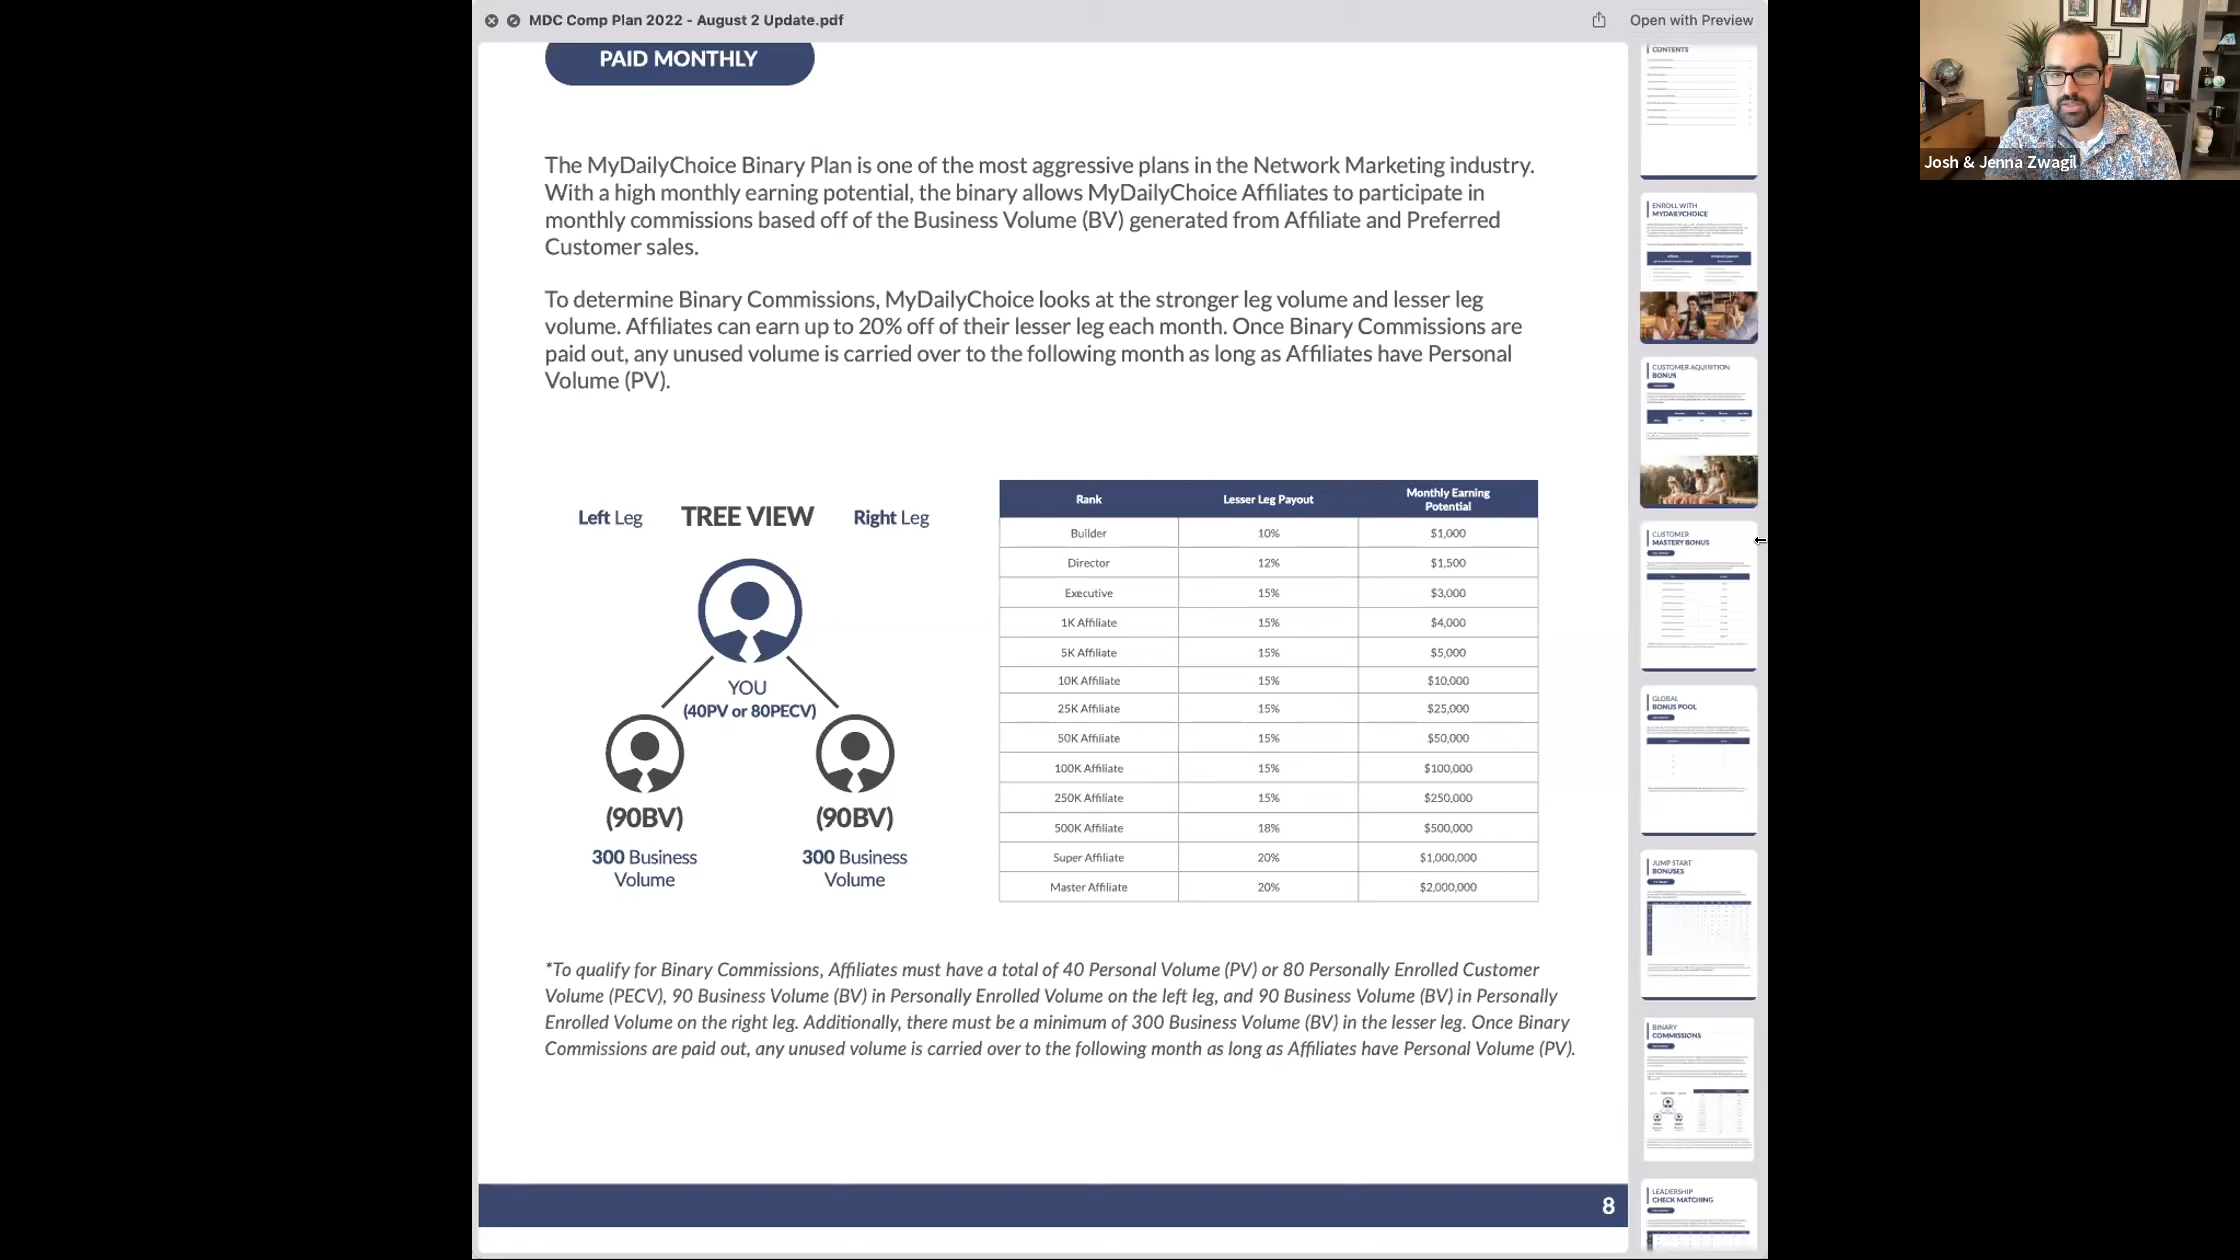 MDC Comp Plan 2022 - August 2 Update.pdf
Open with Preview
PAID MONTHLY
The MyDailyChoice Binary Plan is one of the most aggressive plans in the Network Marketing industry.
With a high monthly earning potential, the binary allows MyDailyChoice Affiliates to participate in
monthly commissions based off of the Business Volume (BV) generated from Affiliate and Preferred
Customer sales.
To determine Binary Commissions, MyDailyChoice looks at the stronger leg volume and lesser leg
volume. Affiliates can earn up to 20% off of their lesser leg each month. Once Binary Commissions are
paid out, any unused volume is carried over to the following month as long as Affiliates have Personal
Volume (PV).
Left Leg TREE VIEW Right Leg
YOU
(40PV or 80PECV)
(90BV) (90BV)
300 Business 300 Business
Volume Volume
Rank Lesser Leg Payout Monthly Earning
Potential
Builder 10% $1,000
Director 12% $1,500
Executive 15% $3,000
1K Affiliate 15% $4,000
5K Affiliate 15% $5,000
10K Affiliate 15% $10,000
25K Affiliate 15% $25,000
50K Affiliate 15% $50,000
100K Affiliate 15% $100,000
250K Affiliate 15% $250,000
500K Affiliate 18% $500,000
Super Affiliate 20% $1,000,000
Master Affiliate 20% $2,000,000
*To qualify for Binary Commissions, Affiliates must have a total of 40 Personal Volume (PV) or 80 Personally Enrolled Customer
Volume (PECV), 90 Business Volume (BV) in Personally Enrolled Volume on the left leg, and 90 Business Volume (BV) in Personally
Enrolled Volume on the right leg. Additionally, there must be a minimum of 300 Business Volume (BV) in the lesser leg. Once Binary
Commissions are paid out, any unused volume is carried over to the following month as long as Affiliates have Personal Volume (PV).
8
CONTENTS
ENROLL WITH
MYDAILYCHOICE
CUSTOMER AQUISITION
BONUS
CUSTOMER
MASTERY BONUS
GLOBAL
BONUS POOL
JUMP START
BONUSES
BINARY
COMMISSIONS
LEADERSHIP
CHECK MATCHING
Josh & Jenna Zwagil